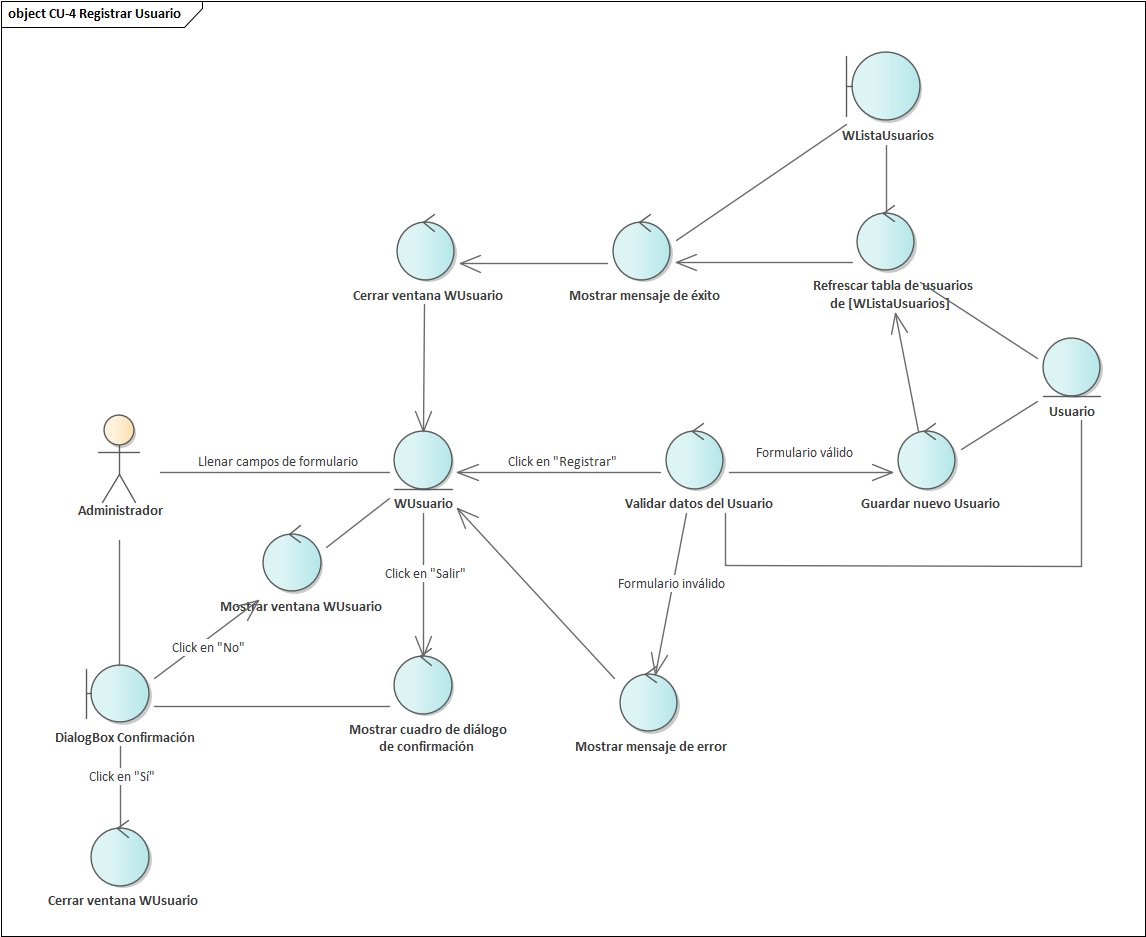 object CU-4 Registrar Usuario
WListaUsuarios
Cerrar ventana WUsuario
Mostrar mensaje de éxito
Refrescar tabla de usuarios
de [WListaUsuarios]
Usuario
Administrador
Llenar campos de formulario
WUsuario
Click en "Registrar"
Validar datos del Usuario
Formulario válido
Guardar nuevo Usuario
Mostrar ventana WUsuario
Click en "Salir"
Formulario inválido
Click en "No"
DialogBox Confirmación
Mostrar cuadro de diálogo
de confirmación
Mostrar mensaje de error
Click en "Sí"
Cerrar ventana WUsuario